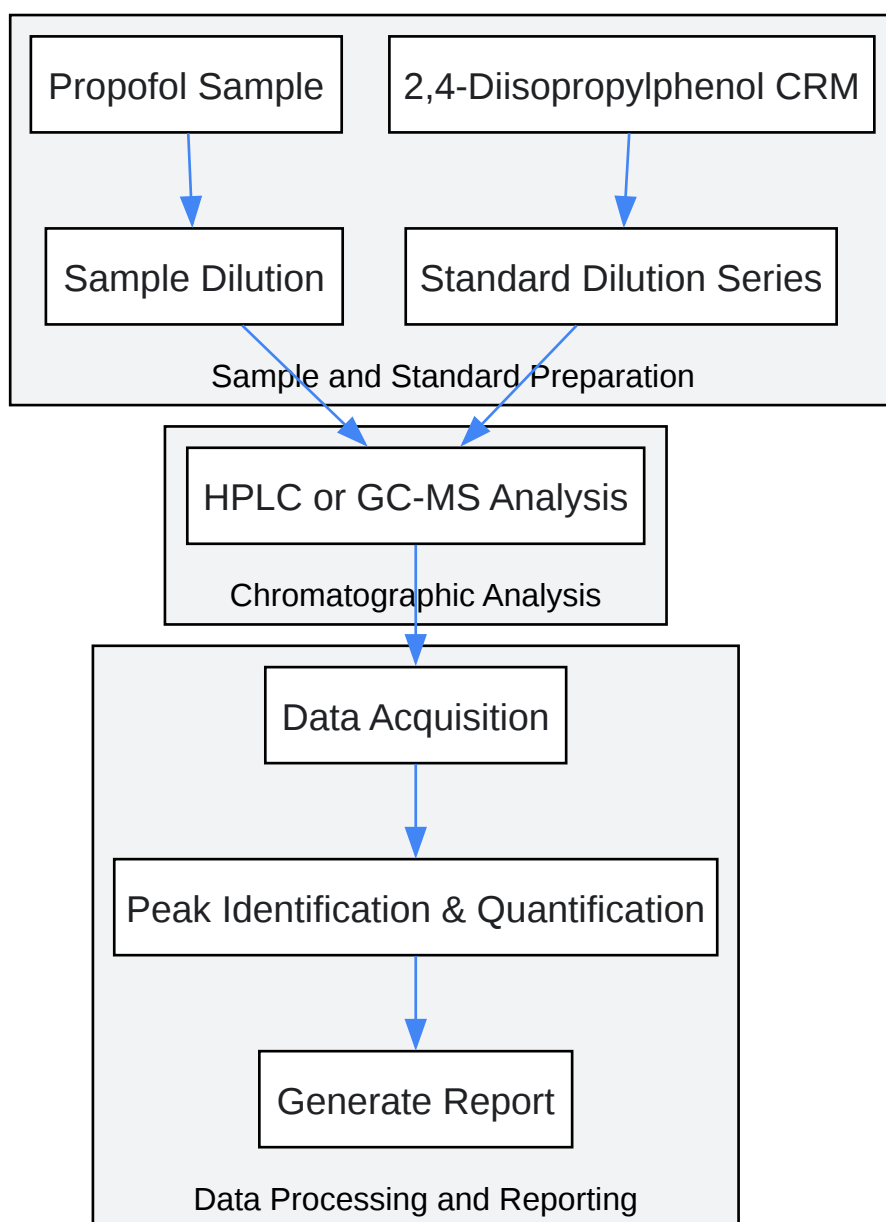 Propofol Sample
2,4-Diisopropylphenol CRM
Sample Dilution
Standard Dilution Series
Sample and Standard Preparation
HPLC or GC-MS Analysis
Chromatographic Analysis
Data Acquisition
Peak Identification & Quantification
Generate Report
Data Processing and Reporting